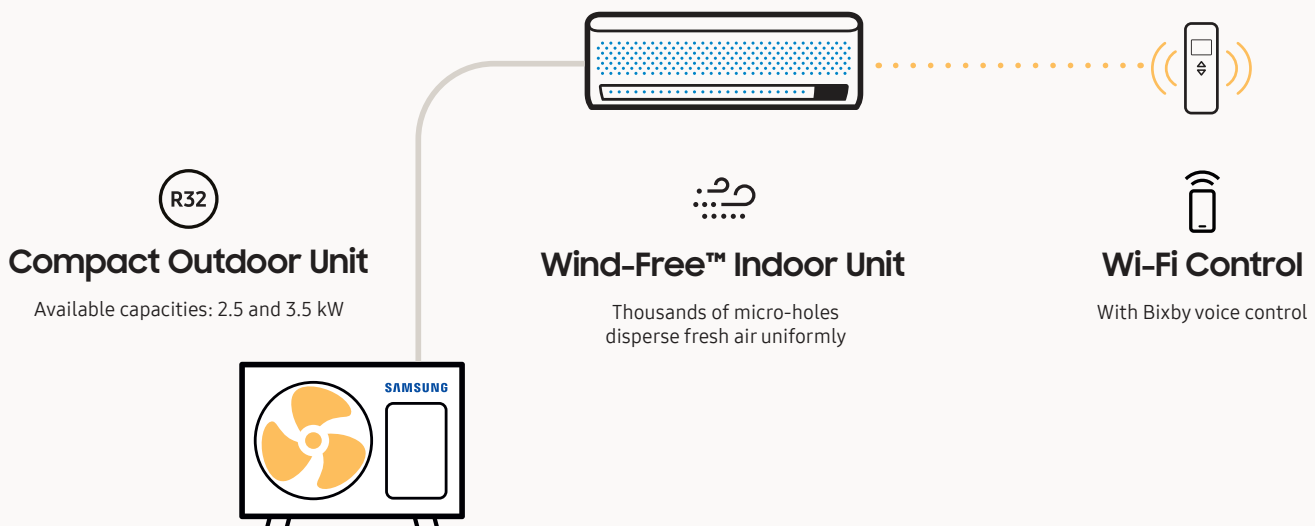 R32
Compact Outdoor Unit
Available capacities: 2.5 and 3.5 kW
Wind-Free™ Indoor Unit
Thousands of micro-holes
disperse fresh air uniformly
Wi-Fi Control
With Bixby voice control
SAMSUNG